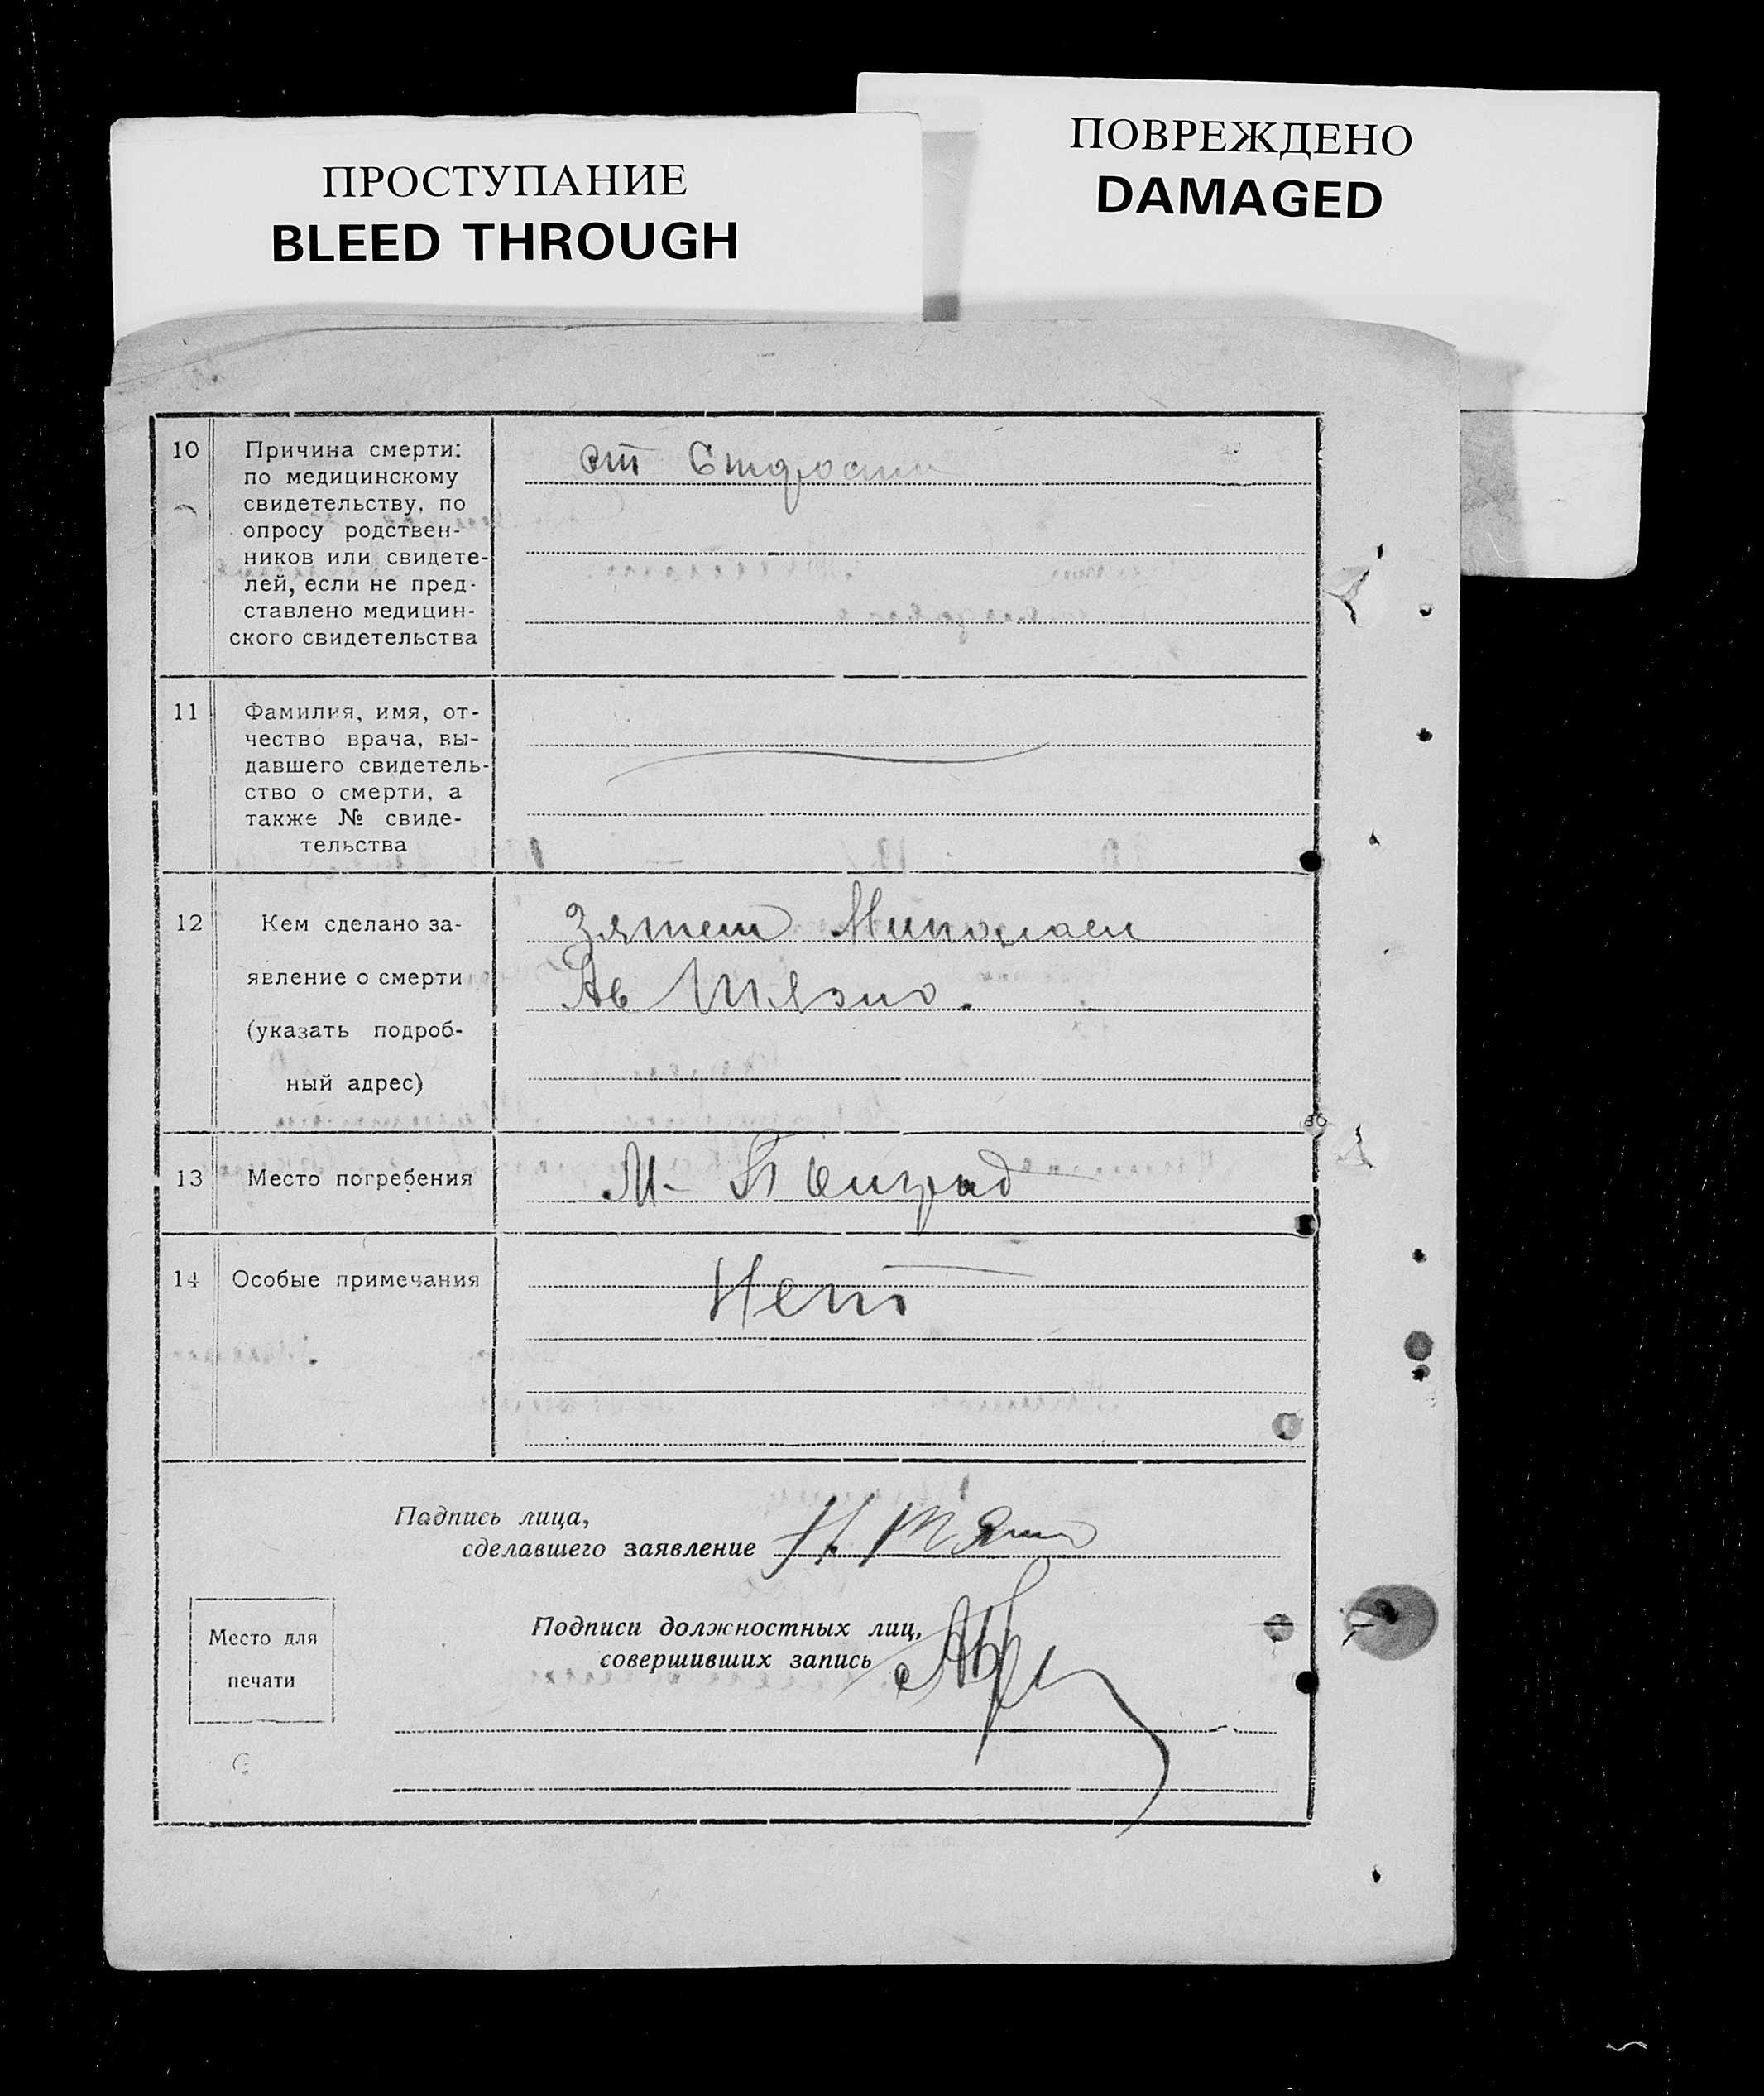 ПРОСТУПАНИЕ
BLEED THROUGH
ПОВРЕЖДЕНО
DAMAGED
10
Причина смерти:
по медицинскому
свидетельству, по
опросу родствен-
ников или свидете-
лей, если не пред-
ставлено медицин-
ского свидетельства
от Старости
11
Фамилия, имя, от-
чество врача, вы-
давшего свидетель-
ство о смерти, а
также № свиде-
тельства
12
Кем сделано за-
явление о смерти
(указать подроб-
ный адрес)
Зятем
13
Место погребения
М-
14
Особые примечания
Нет
Подпись лица,
сделавшего заявление
Подписи должностных лиц,
совершивших запись
Место для
печати